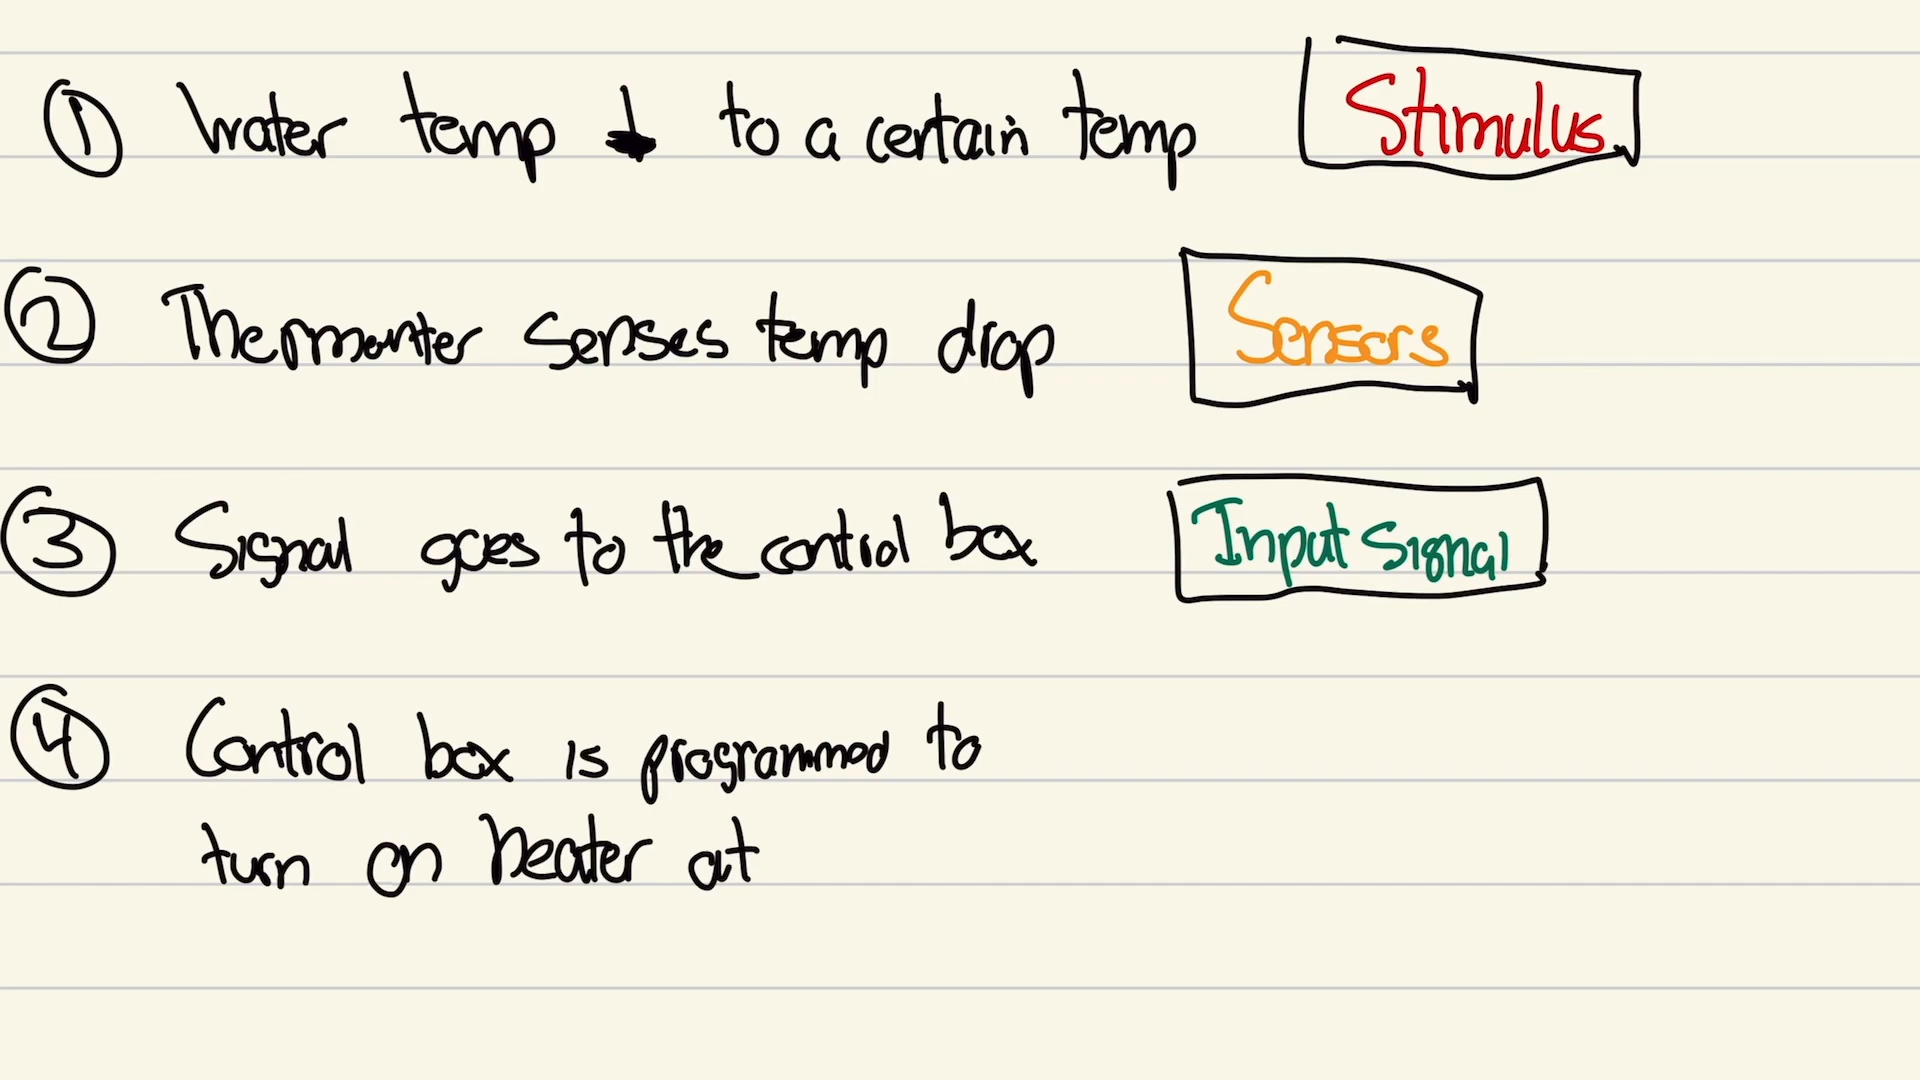 ① Water temp ↓ to a certain temp Stimulus
② Thermomter senses temp drop Sensors
③ Signal goes to the control box Input Signal
④ Control box is programmed to
turn on heater at